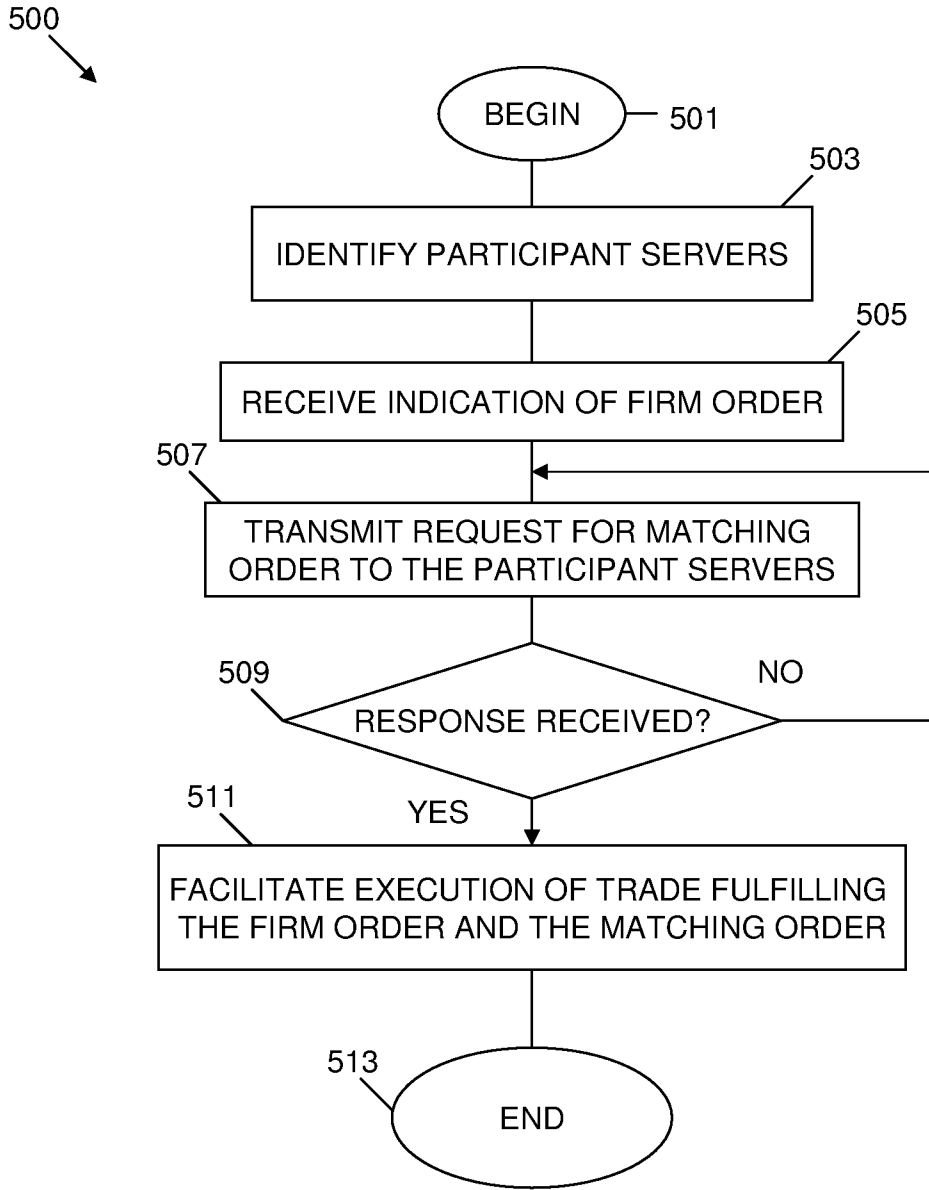 500
BEGIN
501
503
IDENTIFY PARTICIPANT SERVERS
505
RECEIVE INDICATION OF FIRM ORDER
507
TRANSMIT REQUEST FOR MATCHING
ORDER TO THE PARTICIPANT SERVERS
509
NO
RESPONSE RECEIVED?
511
YES
FACILITATE EXECUTION OF TRADE FULFILLING
THE FIRM ORDER AND THE MATCHING ORDER
513
END